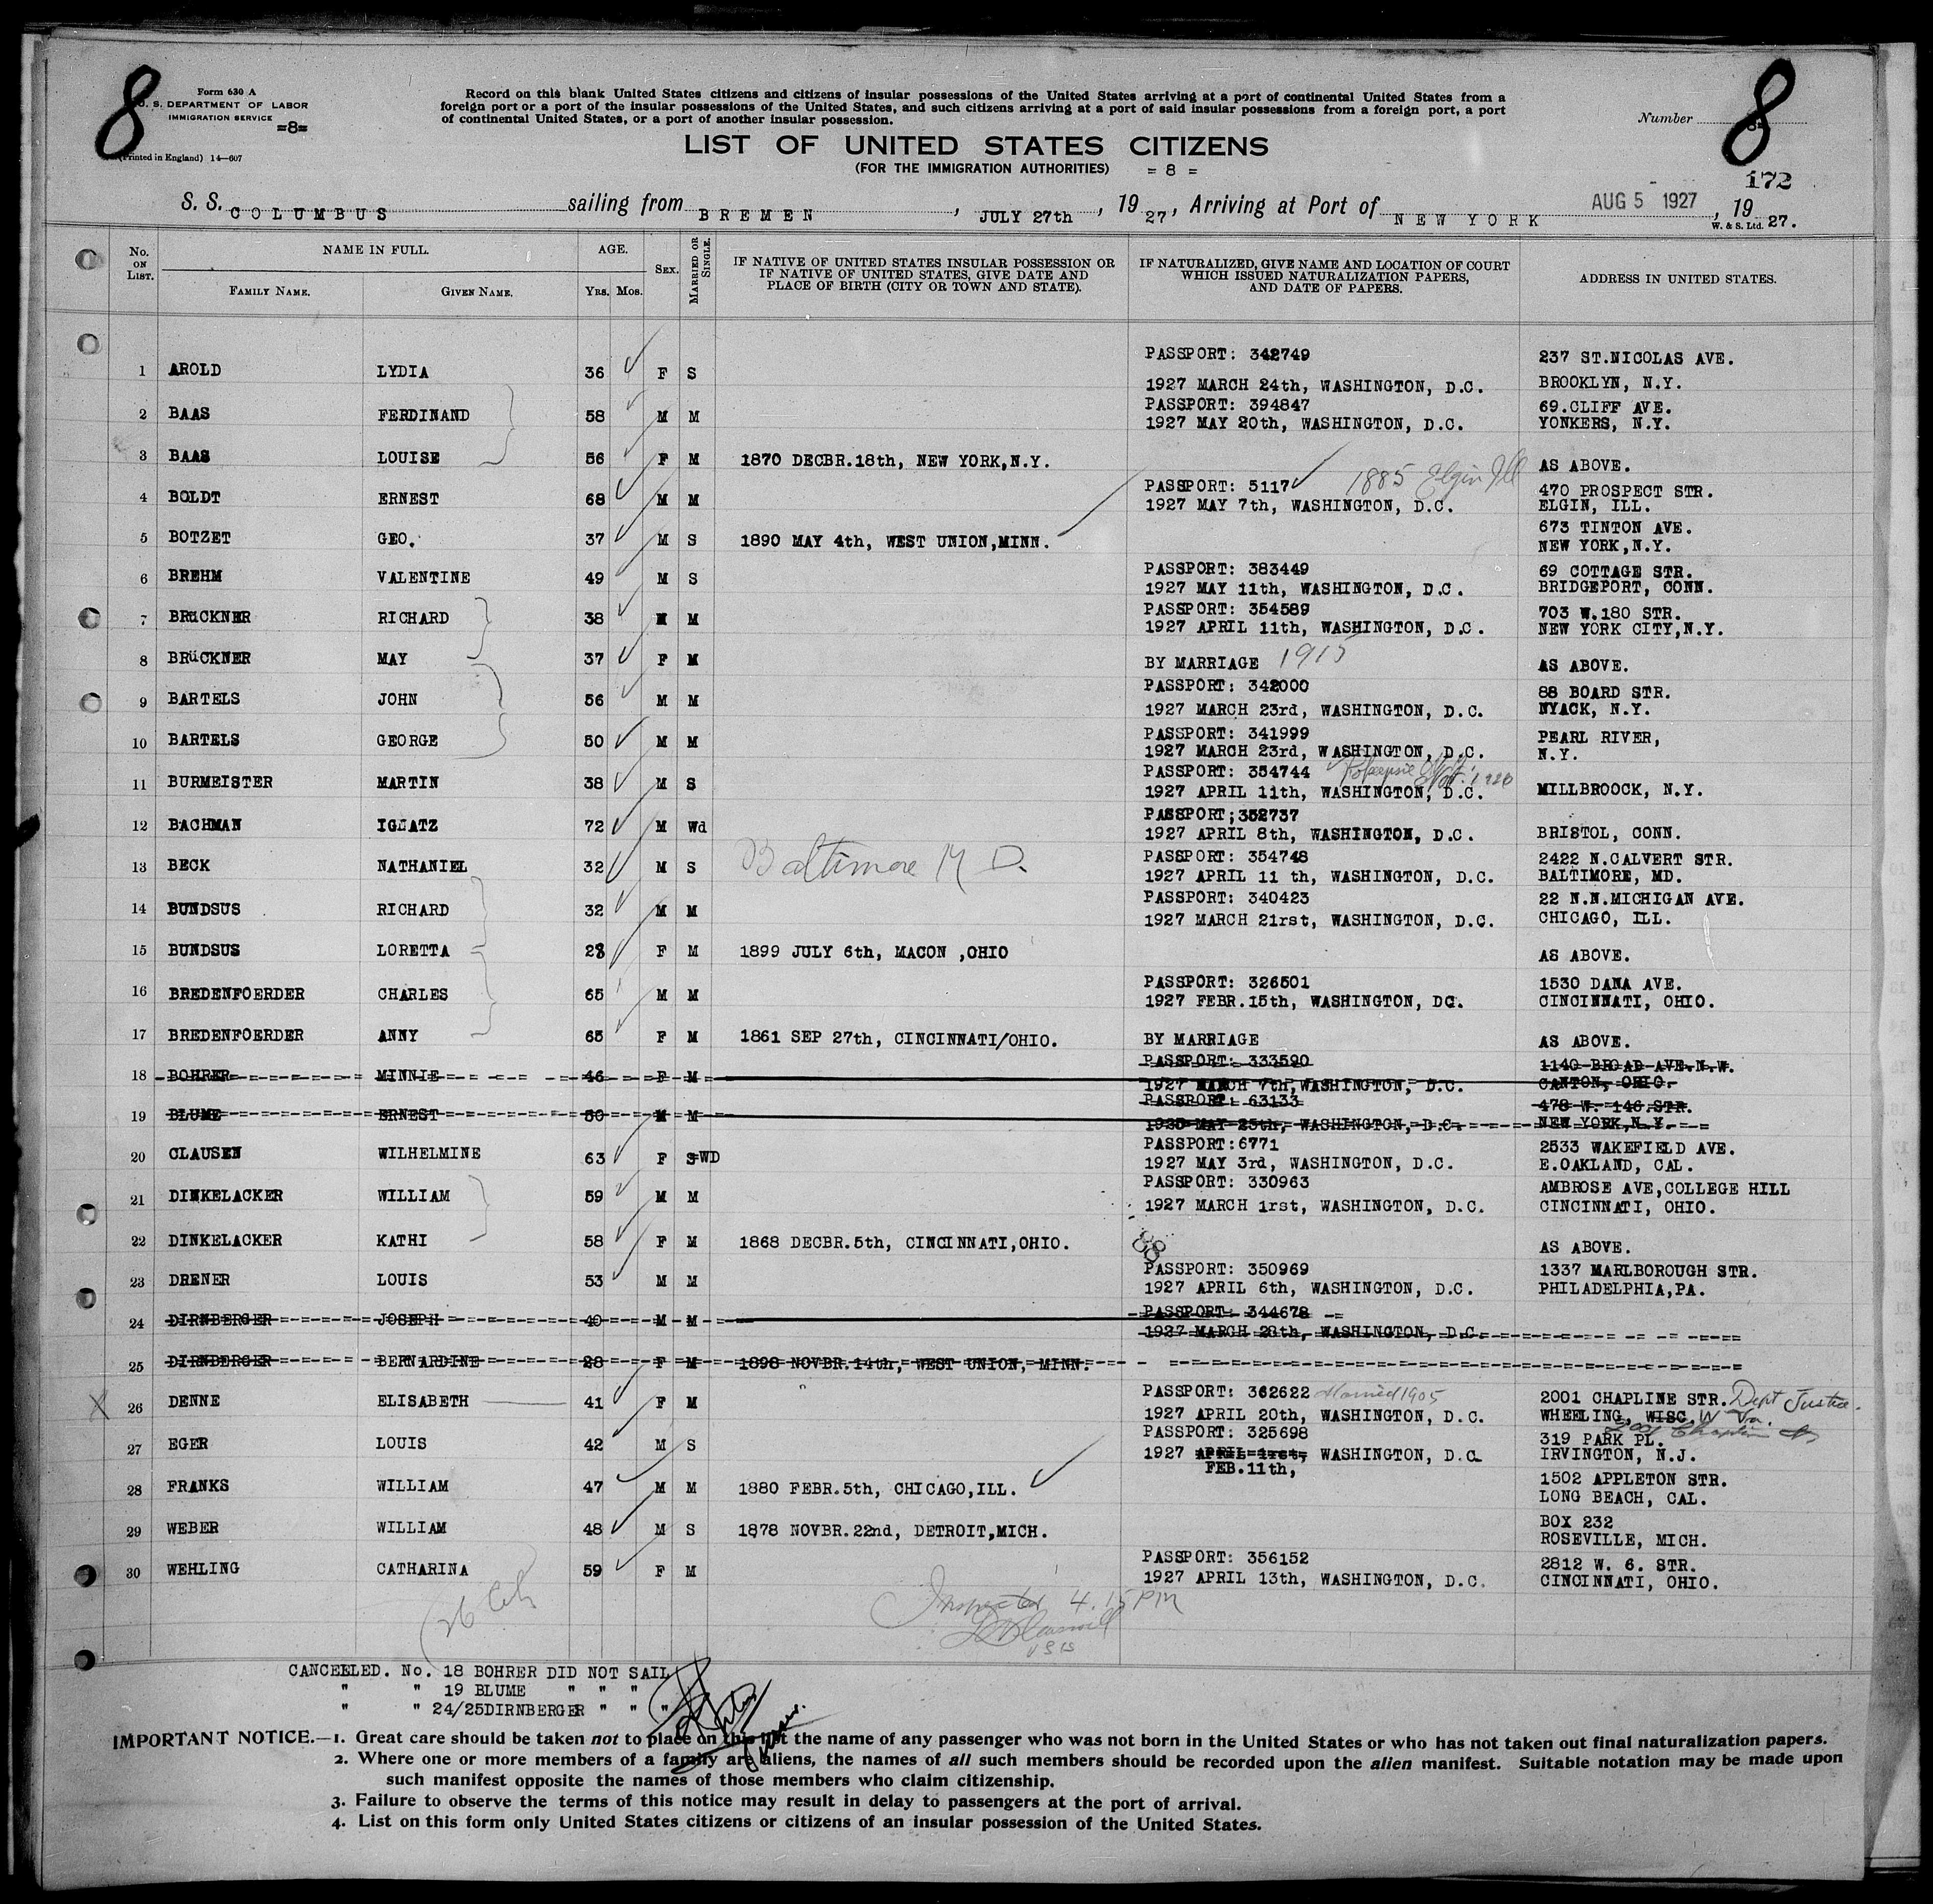 8
Form 630 A
U. S. DEPARTMENT OF LABOR
IMMIGRATION SERVICE
=8=
(Printed in England) 14—607
Record on this blank United States citizens and citizens of insular possessions of the United States arriving at a port of continental United States from a
foreign port or a port of the insular possessions of the United States, and such citizens arriving at a port of said insular possessions from a foreign port, a port
of continental United States, or a port of another insular possession.
LIST OF UNITED STATES CITIZENS
(FOR THE IMMIGRATION AUTHORITIES) = 8 =
Number 8
172
S. S. COLUMBUS sailing from BREMEN, JULY 27th, 1927, Arriving at Port of NEW YORK AUG 5 1927, 1927.
W. & S. Ltd.
No. ON LIST. NAME IN FULL. FAMILY NAME. GIVEN NAME. AGE. Yrs. Mos. SEX. MARRIED OR SINGLE. IF NATIVE OF UNITED STATES INSULAR POSSESSION OR IF NATIVE OF UNITED STATES, GIVE DATE AND PLACE OF BIRTH (CITY OR TOWN AND STATE). IF NATURALIZED, GIVE NAME AND LOCATION OF COURT WHICH ISSUED NATURALIZATION PAPERS, AND DATE OF PAPERS. ADDRESS IN UNITED STATES.
1 AROLD LYDIA 36 F S PASSPORT: 342749 1927 MARCH 24th, WASHINGTON, D.C. 237 ST.NICOLAS AVE. BROOKLYN, N.Y.
2 BAAS FERDINAND 58 M M PASSPORT: 394847 1927 MAY 20th, WASHINGTON, D.C. 69.CLIFF AVE. YONKERS, N.Y.
3 BAAS LOUISE 56 F M 1870 DECBR.18th, NEW YORK,N.Y. AS ABOVE.
4 BOLDT ERNEST 68 M M PASSPORT: 5117 1885 Elgin Ill 1927 MAY 7th, WASHINGTON, D.C. 470 PROSPECT STR. ELGIN, ILL.
5 BOTZET GEO. 37 M S 1890 MAY 4th, WEST UNION,MINN. 673 TINTON AVE. NEW YORK,N.Y.
6 BREHM VALENTINE 49 M S PASSPORT: 383449 1927 MAY 11th, WASHINGTON, D.C. 69 COTTAGE STR. BRIDGEPORT, CONN.
7 BRüCKNER RICHARD 38 M M PASSPORT: 354589 1927 APRIL 11th, WASHINGTON, D.C. 703 W.180 STR. NEW YORK CITY,N.Y.
8 BRüCKNER MAY 37 F M BY MARRIAGE 1915 AS ABOVE.
9 BARTELS JOHN 56 M M PASSPORT: 342000 1927 MARCH 23rd, WASHINGTON, D.C. 88 BOARD STR. NYACK, N.Y.
10 BARTELS GEORGE 50 M M PASSPORT: 341999 1927 MARCH 23rd, WASHINGTON, D.C. PEARL RIVER, N.Y.
11 BURMEISTER MARTIN 38 M S PASSPORT: 354744 1927 APRIL 11th, WASHINGTON, D.C. MILLBROOCK, N.Y.
12 BACHMAN IGNATZ 72 M Wd PASSPORT;352737 1927 APRIL 8th, WASHINGTON, D.C. BRISTOL, CONN.
13 BECK NATHANIEL 32 M S Baltimore M D. PASSPORT: 354748 1927 APRIL 11 th, WASHINGTON, D.C. 2422 N.CALVERT STR. BALTIMORE, MD.
14 BUNDSUS RICHARD 32 M M PASSPORT: 340423 1927 MARCH 21rst, WASHINGTON, D.C. 22 N.N.MICHIGAN AVE. CHICAGO, ILL.
15 BUNDSUS LORETTA 28 F M 1899 JULY 6th, MACON ,OHIO AS ABOVE.
16 BREDENFOERDER CHARLES 65 M M PASSPORT: 326501 1927 FEBR.15th, WASHINGTON, DC. 1530 DANA AVE. CINCINNATI, OHIO.
17 BREDENFOERDER ANNY 65 F M 1861 SEP 27th, CINCINNATI/OHIO. BY MARRIAGE AS ABOVE.
18 BOHRER MINNIE 46 F M PASSPORT: 333590 1927 MARCH 7th,WASHINGTON, D.C. 1140 BROAD AVE.N.W. CANTON, OHIO.
19 BLUME ERNEST 50 M M PASSPORT: 63133 1925 MAY 25th, WASHINGTON, D.C. 478 W. 146.STR. NEW YORK,N.Y.
20 CLAUSEN WILHELMINE 63 F S=WD PASSPORT:6771 1927 MAY 3rd, WASHINGTON, D.C. 2533 WAKEFIELD AVE. E.OAKLAND, CAL.
21 DINKELACKER WILLIAM 59 M M PASSPORT: 330963 1927 MARCH 1rst, WASHINGTON, D.C. AMBROSE AVE,COLLEGE HILL CINCINNATI, OHIO.
22 DINKELACKER KATHI 58 F M 1868 DECBR.5th, CINCINNATI,OHIO. AS ABOVE.
23 DRENER LOUIS 53 M M PASSPORT: 350969 1927 APRIL 6th, WASHINGTON, D.C. 1337 MARLBOROUGH STR. PHILADELPHIA,PA.
24 DIRNBERGER JOSEPH 40 M M PASSPORT: 344678 1927 MARCH 28th, WASHINGTON, D.C.
25 DIRNBERGER BERNARDINE 28 F M 1898 NOVBR.14th, WEST UNION, MINN.
26 DENNE ELISABETH 41 F M PASSPORT: 362622 Married 1905 1927 APRIL 20th, WASHINGTON, D.C. 2001 CHAPLINE STR. Dept Justice. WHEELING, WISC. W Va. 2001 Chapline St
27 EGER LOUIS 42 M S PASSPORT: 325698 1927 APRIL 1rst, WASHINGTON, D.C. FEB.11th, 319 PARK PL. IRVINGTON, N.J.
28 FRANKS WILLIAM 47 M M 1880 FEBR.5th, CHICAGO,ILL. 1502 APPLETON STR. LONG BEACH, CAL.
29 WEBER WILLIAM 48 M S 1878 NOVBR.22nd, DETROIT,MICH. BOX 232 ROSEVILLE, MICH.
30 WEHLING CATHARINA 59 F M PASSPORT: 356152 1927 APRIL 13th, WASHINGTON, D.C. 2812 W. 6. STR. CINCINNATI, OHIO.
Inspected 4.15 PM
CANCELLED. No. 18 BOHRER DID NOT SAIL
" " 19 BLUME " " "
" " 24/25DIRNBERGER " " "
IMPORTANT NOTICE.—1. Great care should be taken not to place on this list the name of any passenger who was not born in the United States or who has not taken out final naturalization papers.
2. Where one or more members of a family are aliens, the names of all such members should be recorded upon the alien manifest. Suitable notation may be made upon
such manifest opposite the names of those members who claim citizenship.
3. Failure to observe the terms of this notice may result in delay to passengers at the port of arrival.
4. List on this form only United States citizens or citizens of an insular possession of the United States.